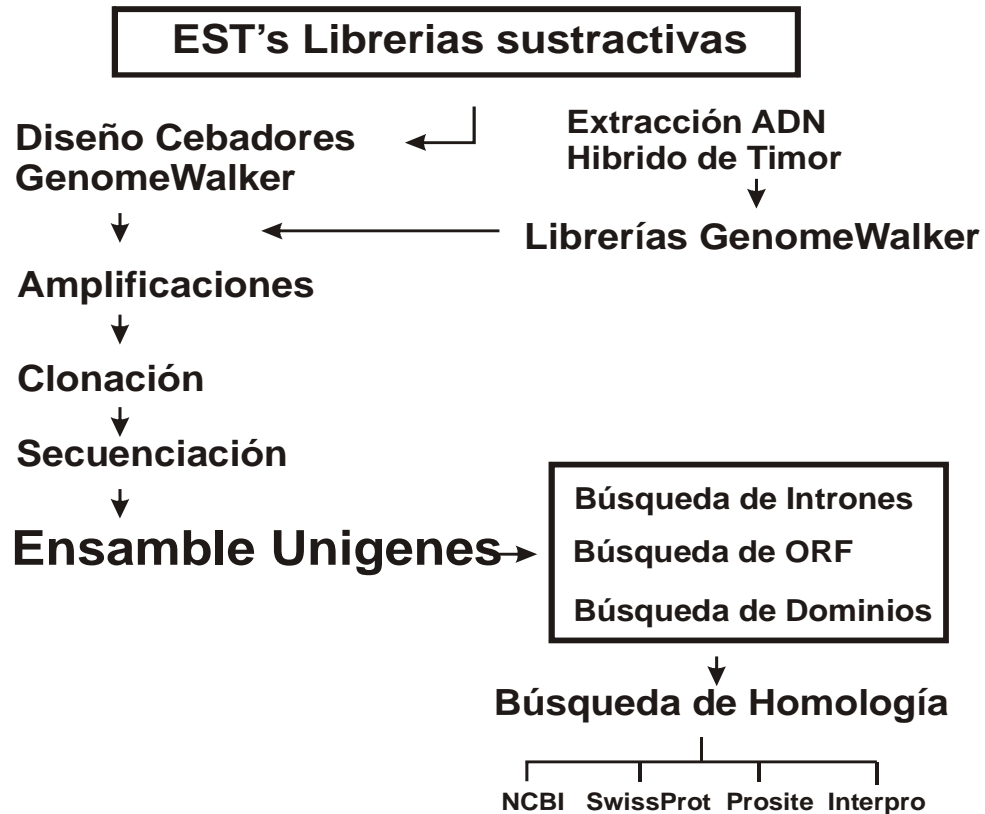 EST's Librerias sustractivas
Diseño Cebadores
GenomeWalker
Extracción ADN
Hibrido de Timor
Librerías GenomeWalker
Amplificaciones
Clonación
Secuenciación
Ensamble Unigenes
Búsqueda de Intrones
Búsqueda de ORF
Búsqueda de Dominios
Búsqueda de Homología
NCBI SwissProt Prosite Interpro